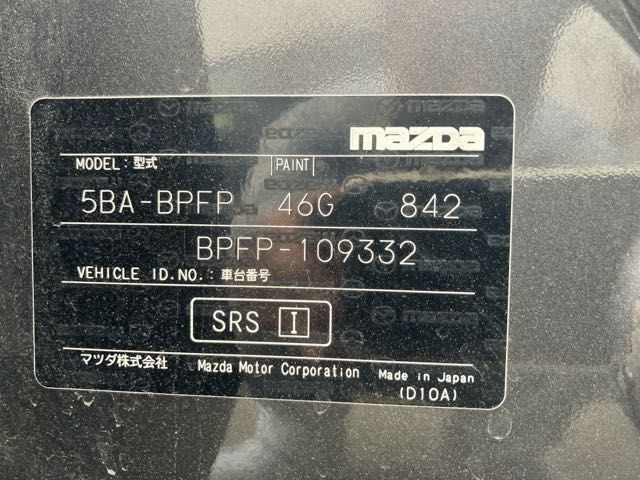 mazda
MODEL: 型式 PAINT
5BA-BPFP 46G 842
BPFP-109332
VEHICLE ID.NO.: 車台番号
SRS I
マツダ株式会社 Mazda Motor Corporation Made in Japan
(D10A)